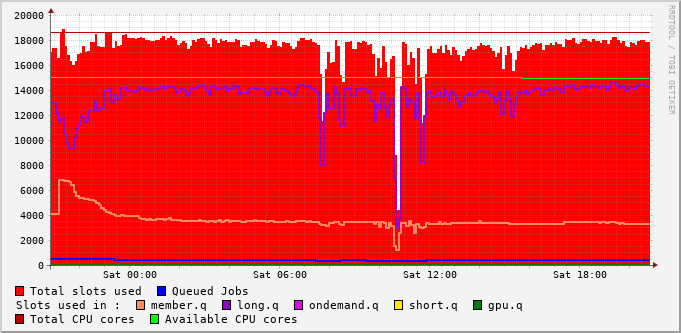 20000
18000
16000
14000
12000
10000
8000
6000
4000
2000
0
Sat 00:00 Sat 06:00 Sat 12:00 Sat 18:00
RRDTOOL / TOBI OETIKER
Total slots used Queued Jobs
Slots used in : member.q long.q ondemand.q short.q gpu.q
Total CPU cores Available CPU cores